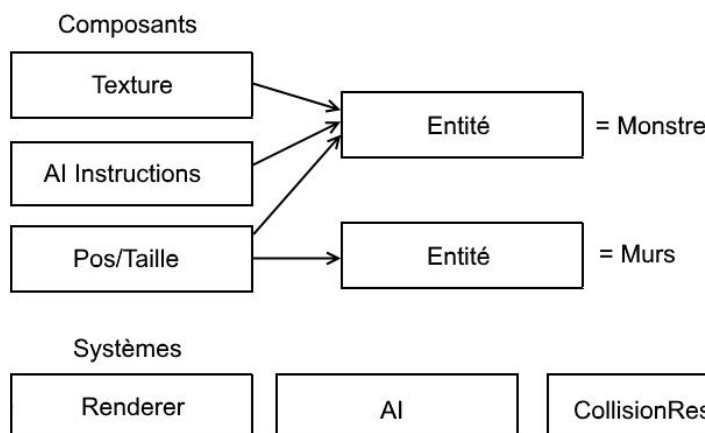 Composants
Texture
Entité
= Monstre
AI Instructions
Pos/Taille
Entité
= Murs
Systèmes
Renderer
AI
CollisionRes